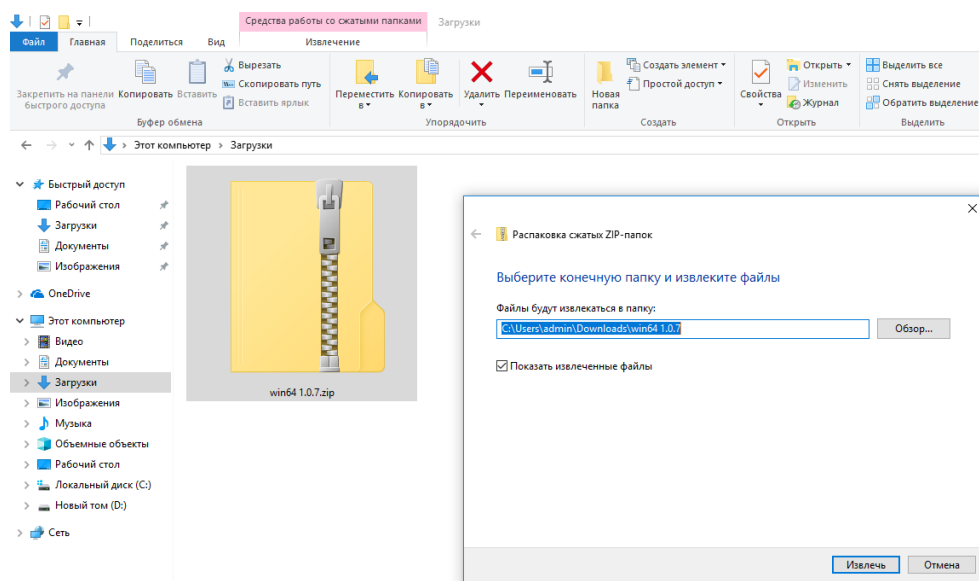 Средства работы со сжатыми папками
Загрузки
Файл
Главная
Поделиться
Вид
Извлечение
Закрепить на панели
быстрого доступа
Копировать
Вставить
Вырезать
Скопировать путь
Вставить ярлык
Буфер обмена
Переместить
в
Копировать
в
Удалить
Переименовать
Упорядочить
Новая
папка
Создать элемент
Простой доступ
Создать
Свойства
Открыть
Изменить
Журнал
Открыть
Выделить все
Снять выделение
Обратить выделение
Выделить
Этот компьютер > Загрузки
Быстрый доступ
Рабочий стол
Загрузки
Документы
Изображения
OneDrive
Этот компьютер
Видео
Документы
Загрузки
Изображения
Музыка
Объемные объекты
Рабочий стол
Локальный диск (C:)
Новый том (D:)
Сеть
win64 1.0.7.zip
Распаковка сжатых ZIP-папок
Выберите конечную папку и извлеките файлы
Файлы будут извлекаться в папку:
C:\Users\admin\Downloads\win64 1.0.7
Обзор...
Показать извлеченные файлы
Извлечь
Отмена